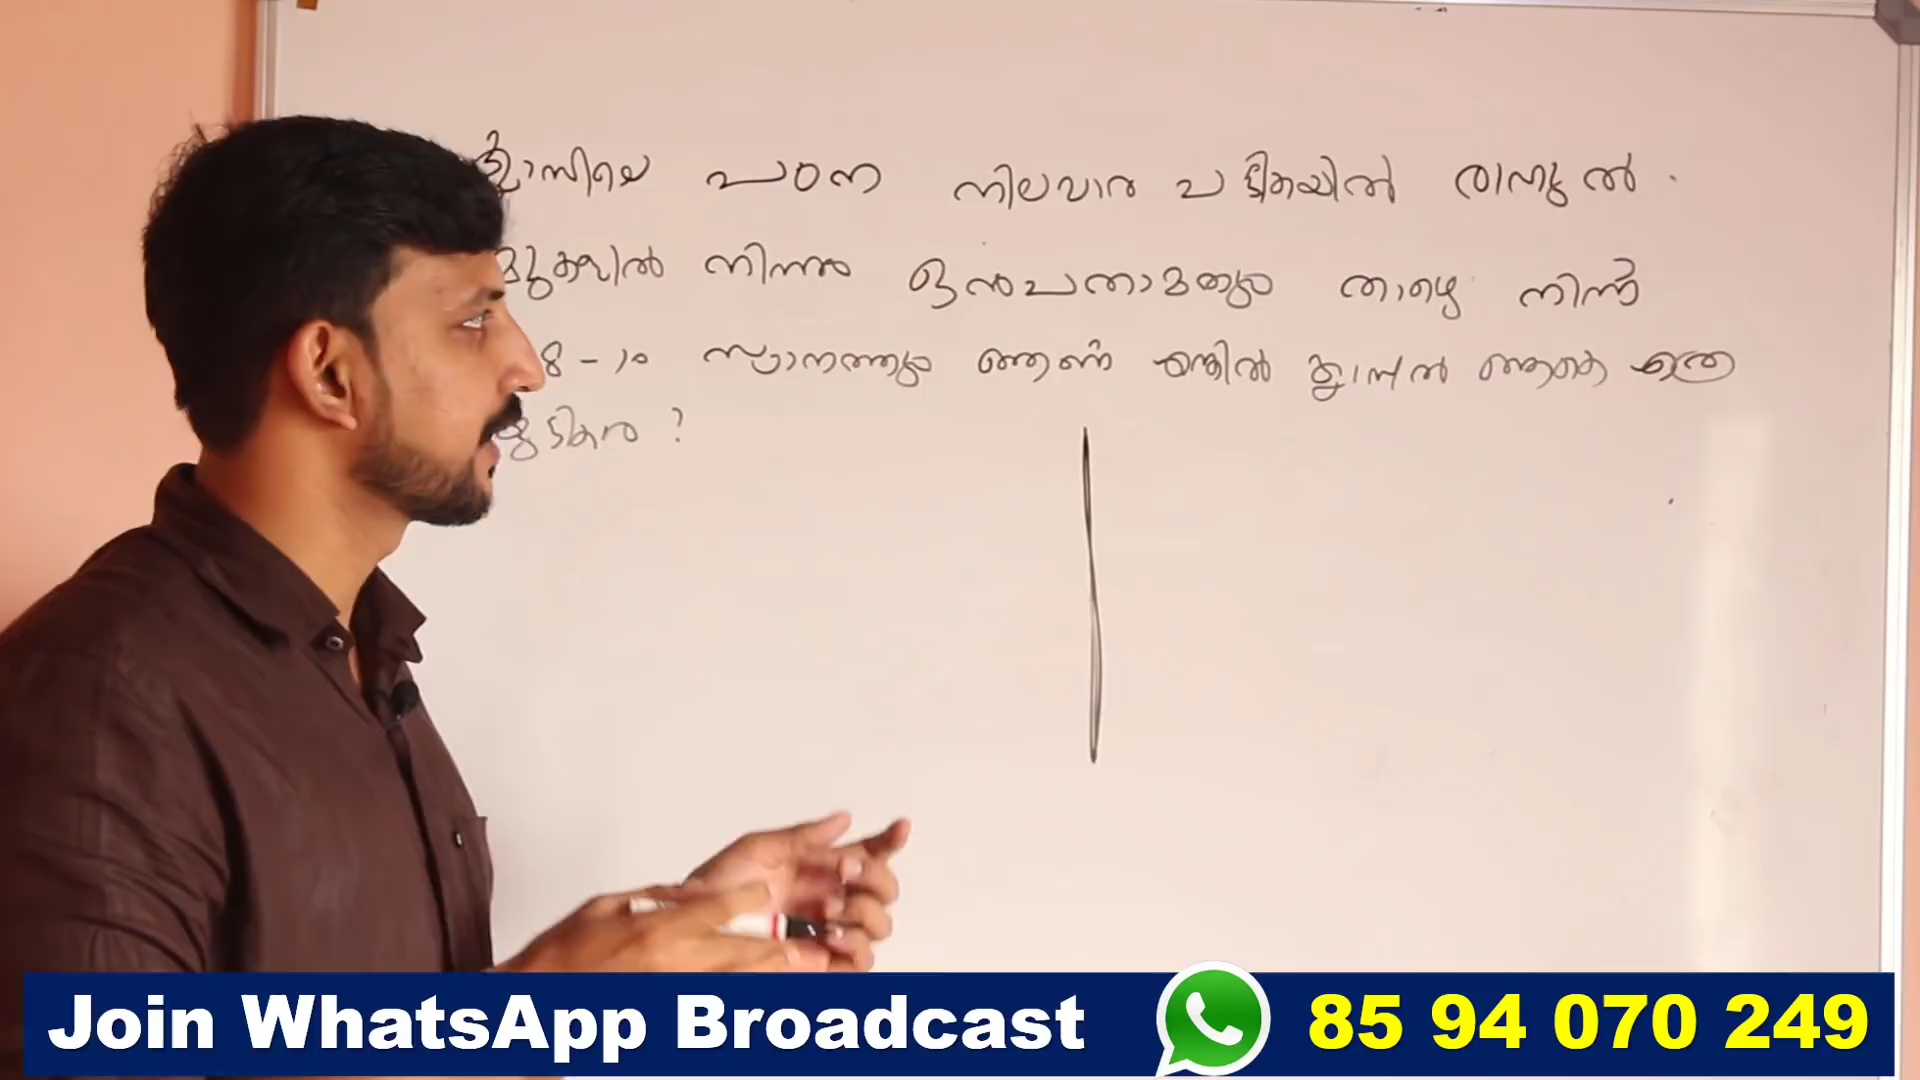 ക്ലാസിലെ പഠന നിലവാര പട്ടികയിൽ രാഹുൽ
മുകളിൽ നിന്നും ഒൻപതാമതും താഴെ നിന്ന്
8-ാം സ്ഥാനത്തും ആണ് എങ്കിൽ ക്ലാസിൽ ആകെ എത്ര
കുട്ടികൾ ?
Join WhatsApp Broadcast 85 94 070 249